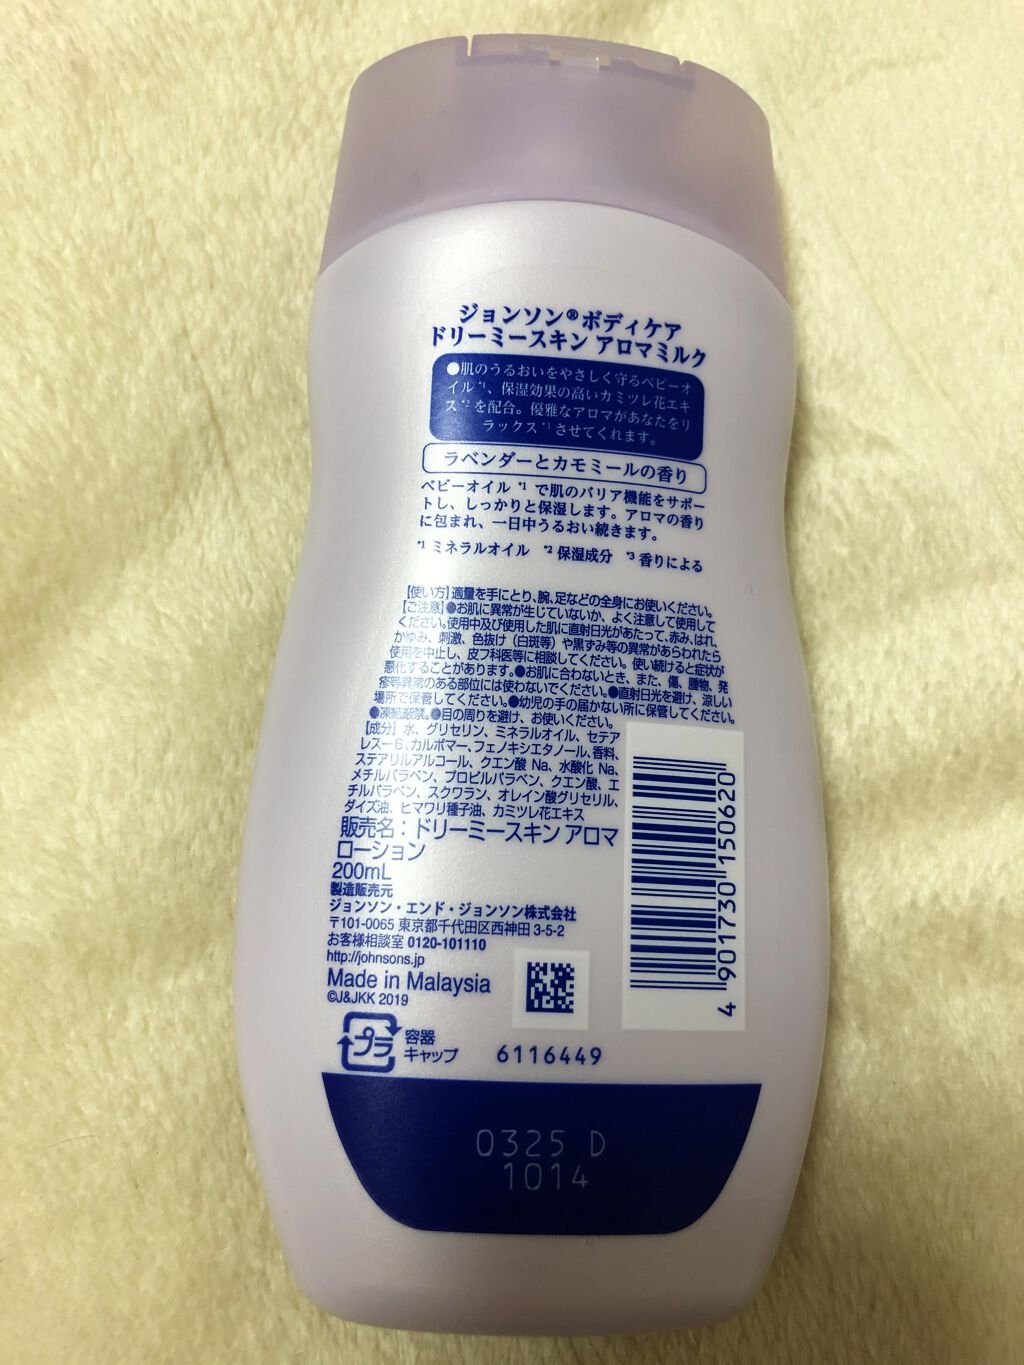 ジョンソン®ボディケア
ドリーミースキン アロマミルク
●肌のうるおいをやさしく守るベビーオ
イル*1、保湿効果の高いカミツレ花エキ
ス*2を配合。優雅なアロマがあなたをリ
ラックス*3させてくれます。
ラベンダーとカモミールの香り
ベビーオイル*1で肌のバリア機能をサポー
トし、しっかりと保湿します。アロマの香り
に包まれ、一日中うるおい続きます。
*1 ミネラルオイル *2 保湿成分 *3 香りによる
【使い方】適量を手にとり、腕、足などの全身にお使いください。
【ご注意】●お肌に異常が生じていないか、よく注意して使用して
ください。使用中及び使用した肌に直射日光があたって、赤み、はれ、
かゆみ、刺激、色抜け（白斑等）や黒ずみ等の異常があらわれたら
使用を中止し、皮フ科医等に相談してください。使い続けると症状が
悪化することがあります。●お肌に合わないとき、また、傷、腫物、発
疹等異常のある部位には使わないでください。●直射日光を避け、涼しい
場所で保管してください。●幼児の手の届かない所に保管してください。
●凍結厳禁。●目の周りを避け、お使いください。
【成分】水、グリセリン、ミネラルオイル、セテア
レス-6、カルボマー、フェノキシエタノール、香料、
ステアリルアルコール、クエン酸 Na、水酸化 Na、
メチルパラベン、プロピルパラベン、クエン酸、エ
チルパラベン、スクワラン、オレイン酸グリセリル、
ダイズ油、ヒマワリ種子油、カミツレ花エキス
販売名：ドリーミースキン アロマ
ローション
200mL
製造販売元
ジョンソン・エンド・ジョンソン株式会社
〒101-0065 東京都千代田区西神田 3-5-2
お客様相談室 0120-101110
http://johnsons.jp
Made in Malaysia
©J&JKK 2019
プラ
容器
キャップ
6116449
4 901730 150620
0325 D
1014